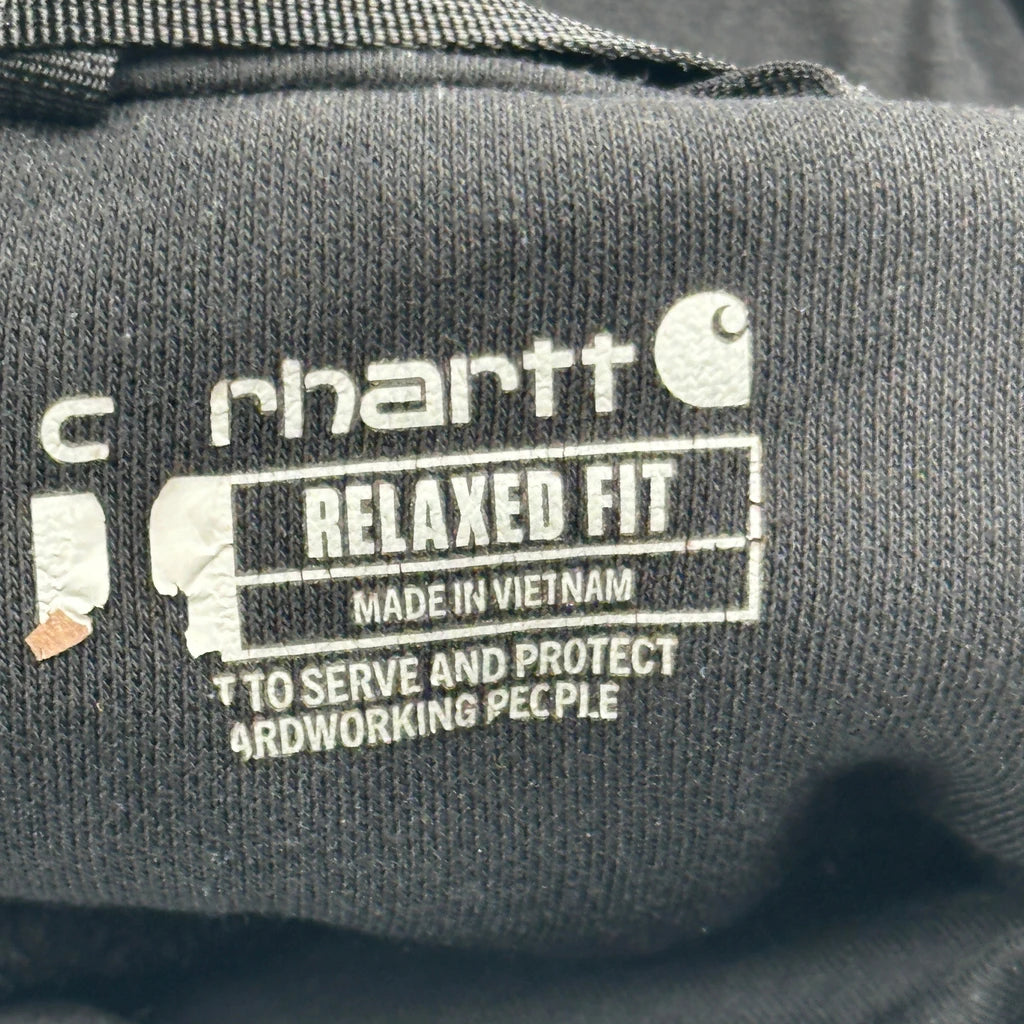 c rhartt
RELAXED FIT
MADE IN VIETNAM
T TO SERVE AND PROTECT
ARDWORKING PEOPLE